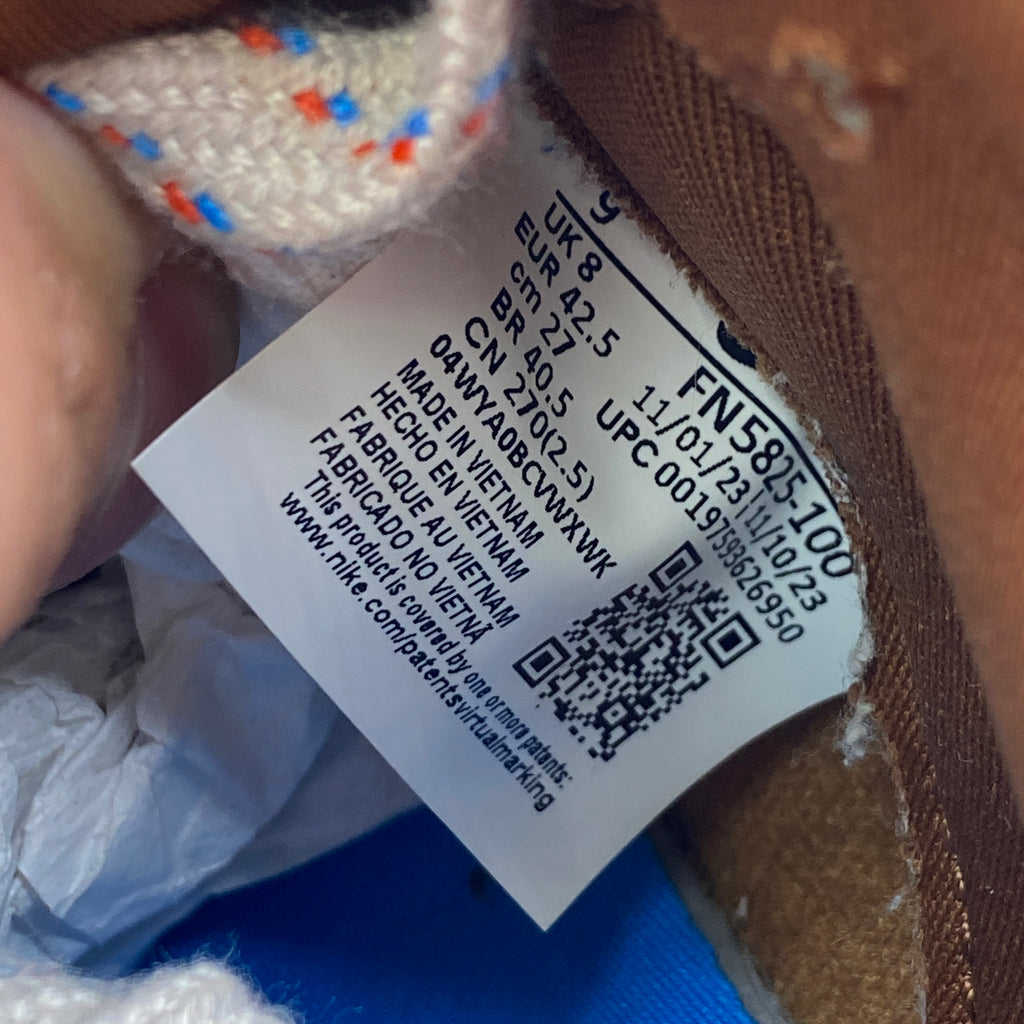 9
UK 8
EUR 42.5
cm 27
BR 40.5
CN 270(2.5)
04WYA0BCVWXWK
MADE IN VIETNAM
HECHO EN VIETNAM
FABRIQUE AU VIETNAM
FABRICADO NO VIETNÃ
This product is covered by one or more patents:
www.nike.com/patentsvirtualmarking
FN5825-100
11/01/23 11/10/23
UPC 00197593626950